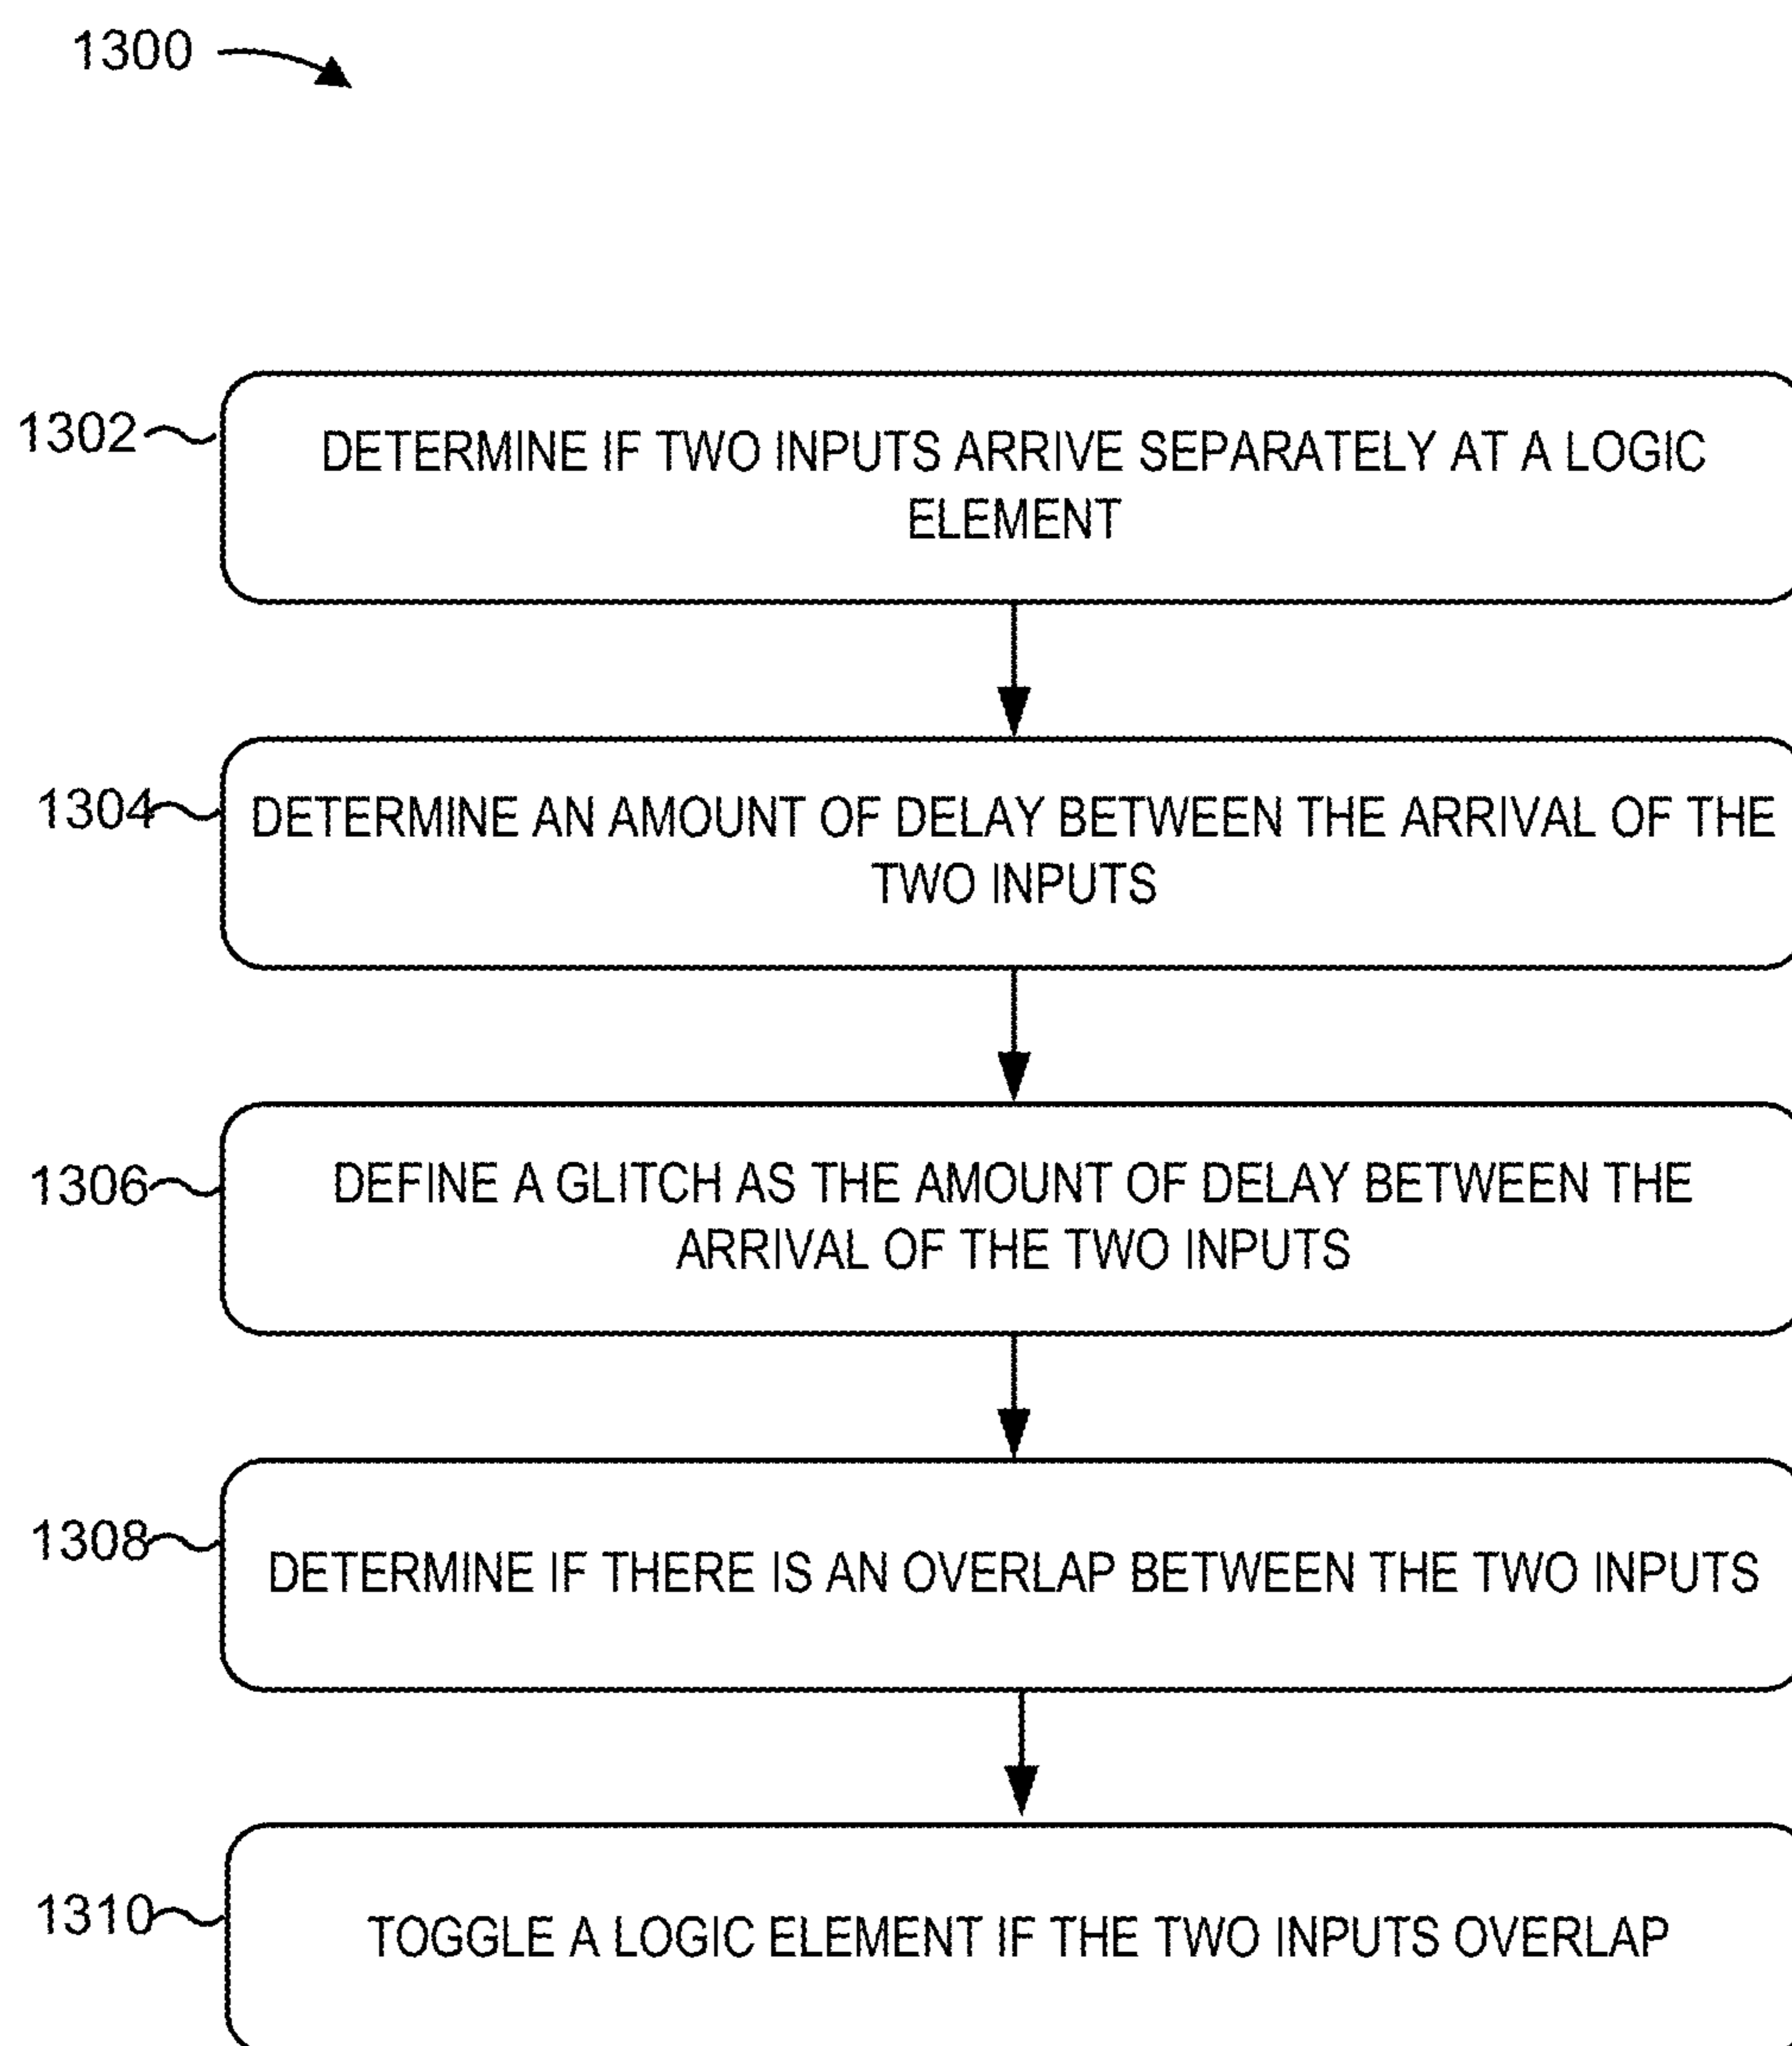 1300
1302
DETERMINE IF TWO INPUTS ARRIVE SEPARATELY AT A LOGIC
ELEMENT
1304
DETERMINE AN AMOUNT OF DELAY BETWEEN THE ARRIVAL OF THE
TWO INPUTS
1306
DEFINE A GLITCH AS THE AMOUNT OF DELAY BETWEEN THE
ARRIVAL OF THE TWO INPUTS
1308
DETERMINE IF THERE IS AN OVERLAP BETWEEN THE TWO INPUTS
1310
TOGGLE A LOGIC ELEMENT IF THE TWO INPUTS OVERLAP